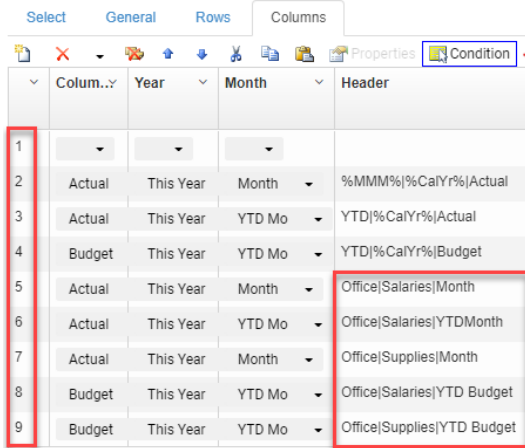 Select General Rows Columns
Properties Condition
Colum... Year Month Header
1
2 Actual This Year Month %MMM%|%CalYr%|Actual
3 Actual This Year YTD Mo YTD|%CalYr%|Actual
4 Budget This Year YTD Mo YTD|%CalYr%|Budget
5 Actual This Year Month Office|Salaries|Month
6 Actual This Year YTD Mo Office|Salaries|YTDMonth
7 Actual This Year Month Office|Supplies|Month
8 Budget This Year YTD Mo Office|Salaries|YTD Budget
9 Budget This Year YTD Mo Office|Supplies|YTD Budget